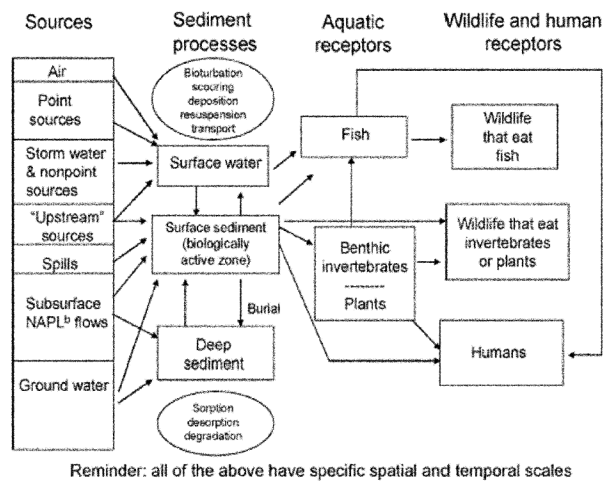 Sources
Sediment
processes
Aquatic
receptors
Wildlife and human
receptors
Air
Point
sources
Storm water
& nonpoint
sources
"Upstream"
sources
Spills
Subsurface
NAPLᵇ flows
Ground water
Bioturbation
scouring
deposition
resuspension
transport
Surface water
Surface sediment
(biologically
active zone)
Burial
Deep
sediment
Sorption
desorption
degradation
Fish
Benthic
invertebrates
--------
Plants
Wildlife
that eat
fish
Wildlife that eat
invertebrates
or plants
Humans
Reminder: all of the above have specific spatial and temporal scales